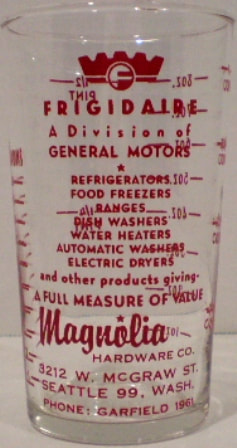 FRIGIDAIRE
A Division of
GENERAL MOTORS
REFRIGERATORS
FOOD FREEZERS
RANGES
DISH WASHERS
WATER HEATERS
AUTOMATIC WASHERS
ELECTRIC DRYERS
and other products giving-
A FULL MEASURE OF VALUE
Magnolia
HARDWARE CO.
3212 W. MCGRAW ST.
SEATTLE 99, WASH.
PHONE: GARFIELD 1961